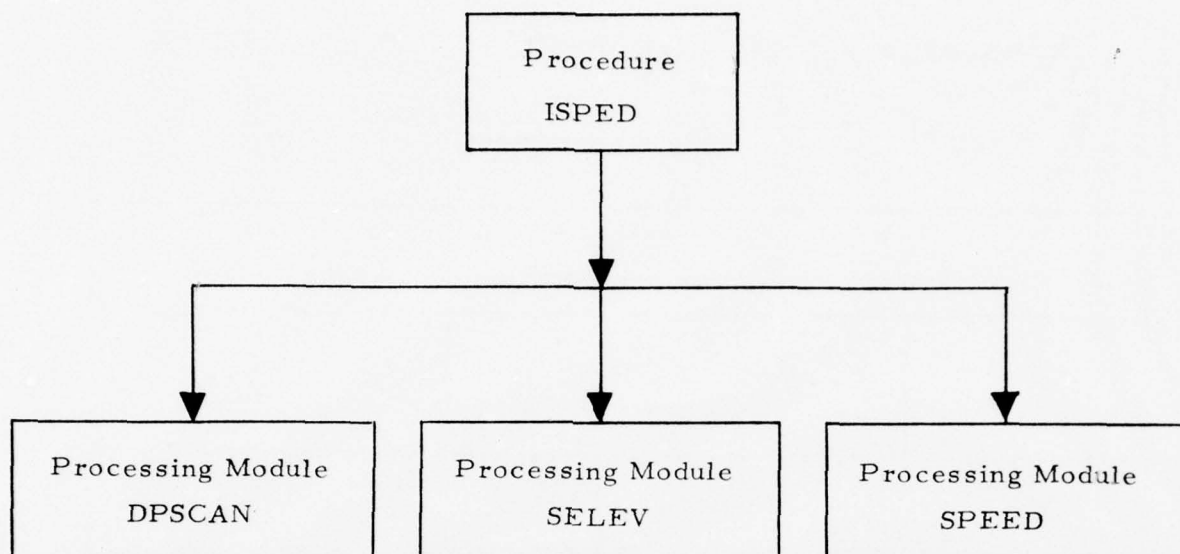 Procedure
ISPED
Processing Module
DPSCAN
Processing Module
SELEV
Processing Module
SPEED